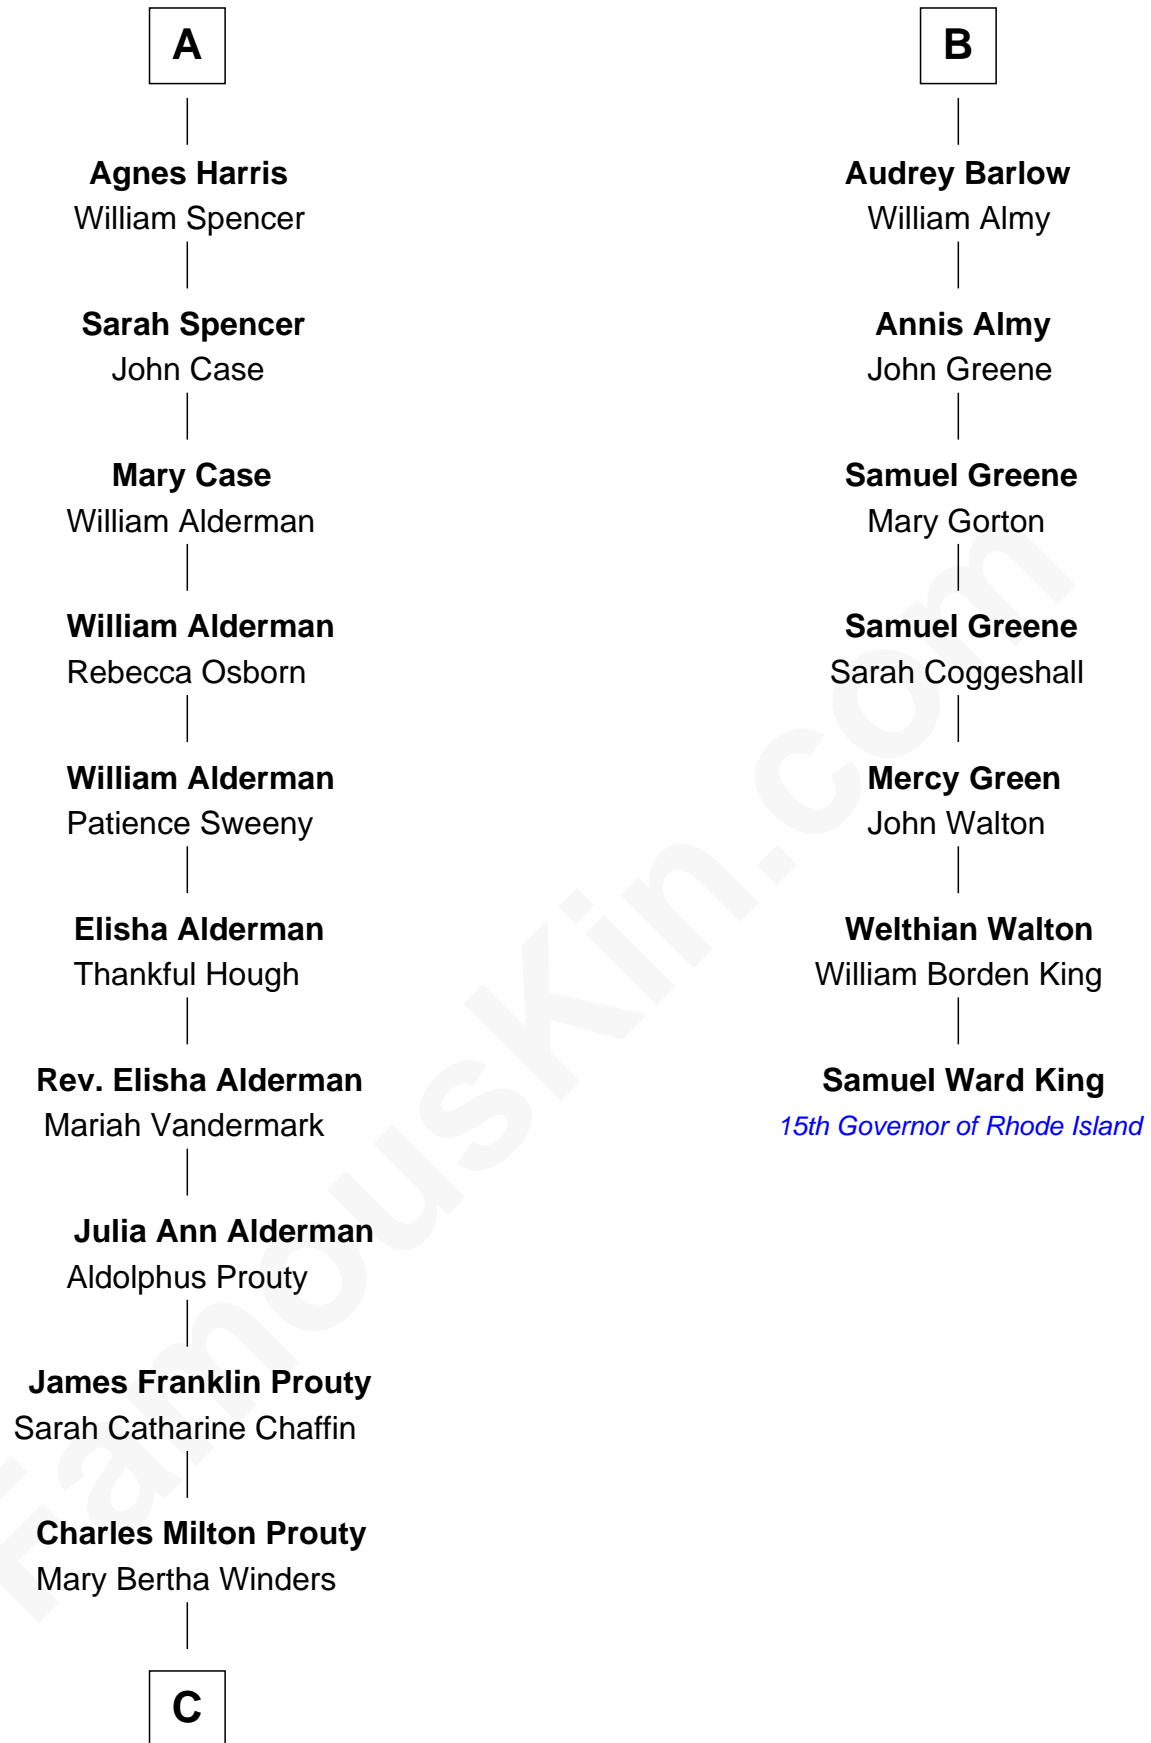 A
Agnes Harris
William Spencer
Sarah Spencer
John Case
Mary Case
William Alderman
William Alderman
Rebecca Osborn
William Alderman
Patience Sweeny
Elisha Alderman
Thankful Hough
Rev. Elisha Alderman
Mariah Vandermark
Julia Ann Alderman
Aldolphus Prouty
James Franklin Prouty
Sarah Catharine Chaffin
Charles Milton Prouty
Mary Bertha Winders
C
B
Audrey Barlow
William Almy
Annis Almy
John Greene
Samuel Greene
Mary Gorton
Samuel Greene
Sarah Coggeshall
Mercy Green
John Walton
Welthian Walton
William Borden King
Samuel Ward King
15th Governor of Rhode Island
FamousKin.com